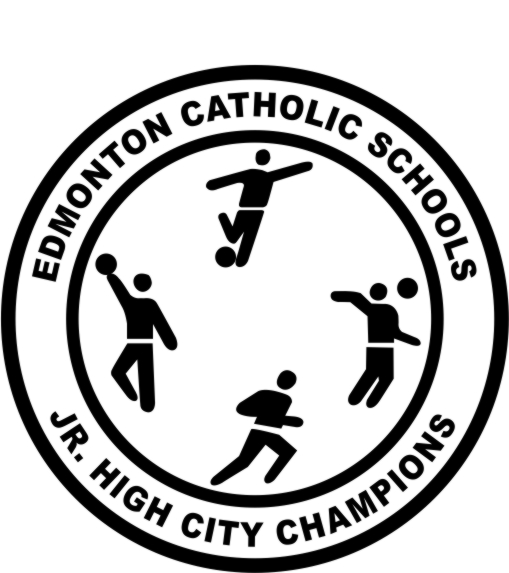 EDMONTON CATHOLIC SCHOOLS
JR. HIGH CITY CHAMPIONS